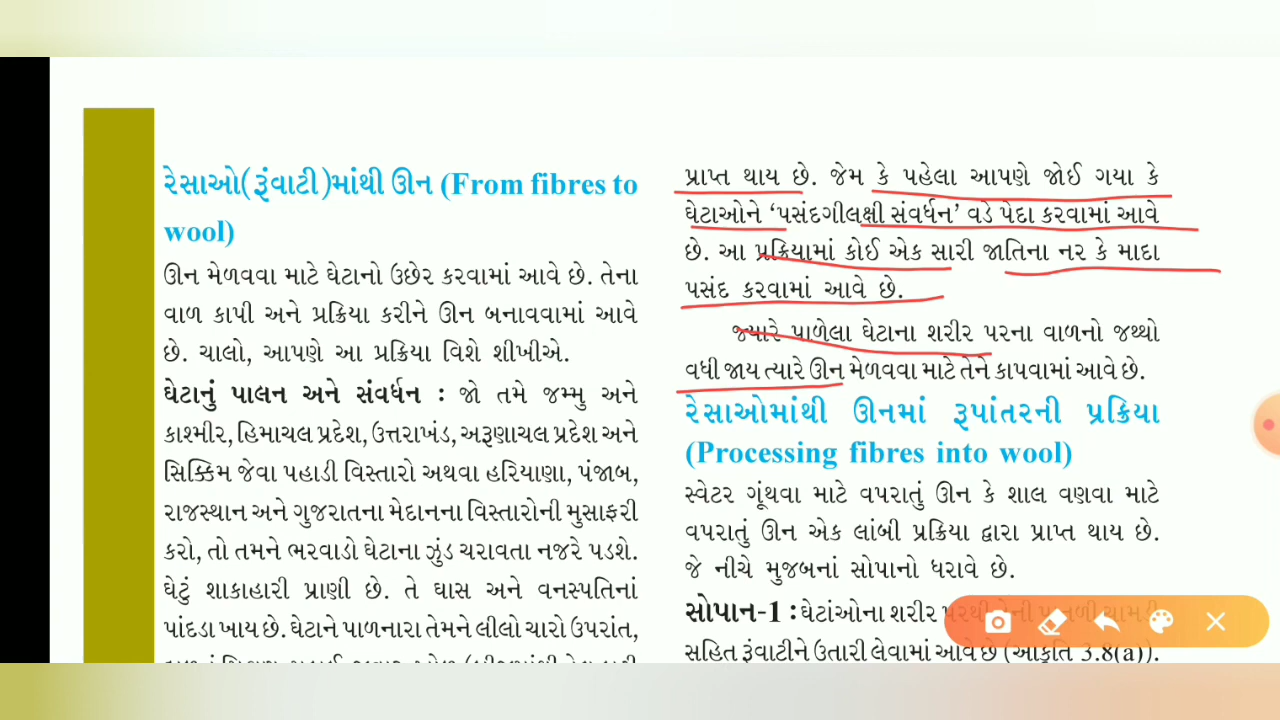 રેસાઓ(રૂંવાટી)માંથી ઊન (From fibres to
wool)
ઊન મેળવવા માટે ઘેટાનો ઉછેર કરવામાં આવે છે. તેના
વાળ કાપી અને પ્રક્રિયા કરીને ઊન બનાવવામાં આવે
છે. ચાલો, આપણે આ પ્રક્રિયા વિશે શીખીએ.
ઘેટાનું પાલન અને સંવર્ધન : જો તમે જમ્મુ અને
કાશ્મીર, હિમાચલ પ્રદેશ, ઉત્તરાખંડ, અરૂણાચલ પ્રદેશ અને
સિક્કિમ જેવા પહાડી વિસ્તારો અથવા હરિયાણા, પંજાબ,
રાજસ્થાન અને ગુજરાતના મેદાનના વિસ્તારોની મુસાફરી
કરો, તો તમને ભરવાડો ઘેટાના ઝુંડ ચરાવતા નજરે પડશે.
ઘેટું શાકાહારી પ્રાણી છે. તે ઘાસ અને વનસ્પતિનાં
પાંદડા ખાય છે. ઘેટાને પાળનારા તેમને લીલો ચારો ઉપરાંત,
પ્રાપ્ત થાય છે. જેમ કે પહેલા આપણે જોઈ ગયા કે
ઘેટાઓને ‘પસંદગીલક્ષી સંવર્ધન’ વડે પેદા કરવામાં આવે
છે. આ પ્રક્રિયામાં કોઈ એક સારી જાતિના નર કે માદા
પસંદ કરવામાં આવે છે.
જ્યારે પાળેલા ઘેટાના શરીર પરના વાળનો જથ્થો
વધી જાય ત્યારે ઊન મેળવવા માટે તેને કાપવામાં આવે છે.
રેસાઓમાંથી ઊનમાં રૂપાંતરની પ્રક્રિયા
(Processing fibres into wool)
સ્વેટર ગૂંથવા માટે વપરાતું ઊન કે શાલ વણવા માટે
વપરાતું ઊન એક લાંબી પ્રક્રિયા દ્વારા પ્રાપ્ત થાય છે.
જે નીચે મુજબનાં સોપાનો ધરાવે છે.
સોપાન-1 : ઘેટાંઓના શરીર
સહિત રૂંવાટીને ઉતારી લેવામાં આવે છે (આકૃતિ 3.8(a)).